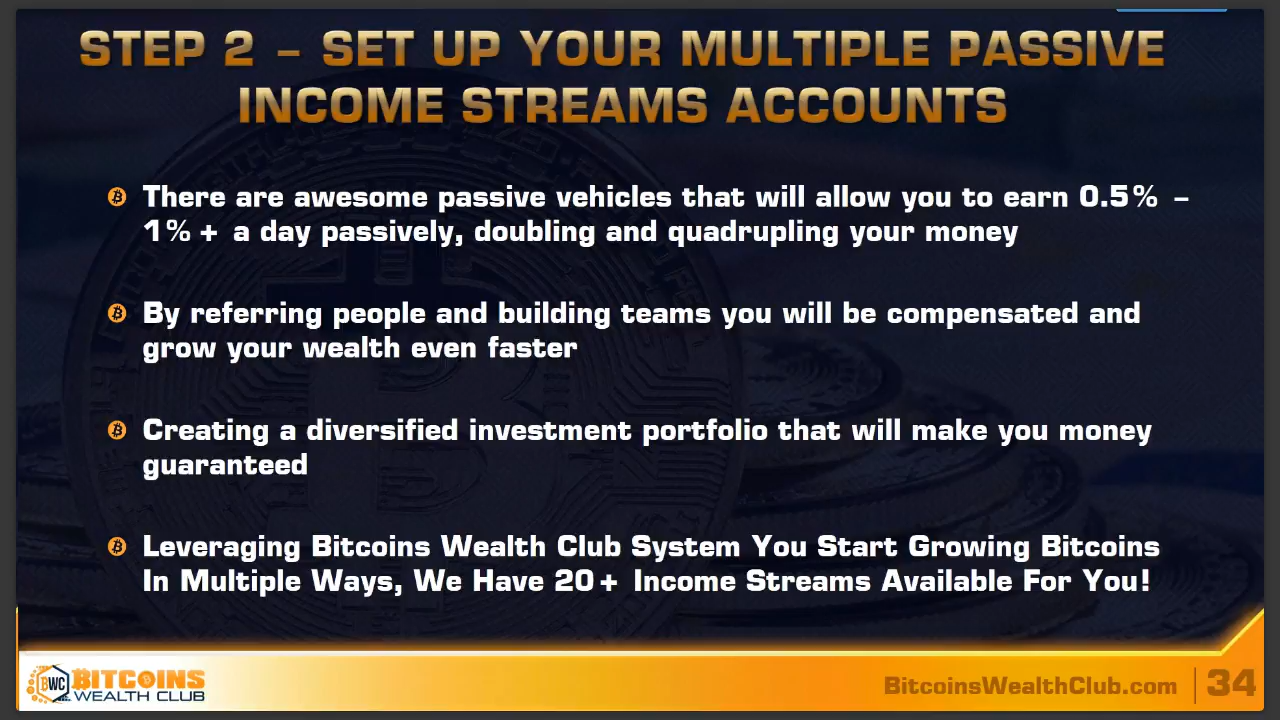 STEP 2 – SET UP YOUR MULTIPLE PASSIVE
INCOME STREAMS ACCOUNTS
There are awesome passive vehicles that will allow you to earn 0.5% –
1%+ a day passively, doubling and quadrupling your money
By referring people and building teams you will be compensated and
grow your wealth even faster
Creating a diversified investment portfolio that will make you money
guaranteed
Leveraging Bitcoins Wealth Club System You Start Growing Bitcoins
In Multiple Ways, We Have 20+ Income Streams Available For You!
BWC BITCOINS
WEALTH CLUB
BitcoinsWealthClub.com 34